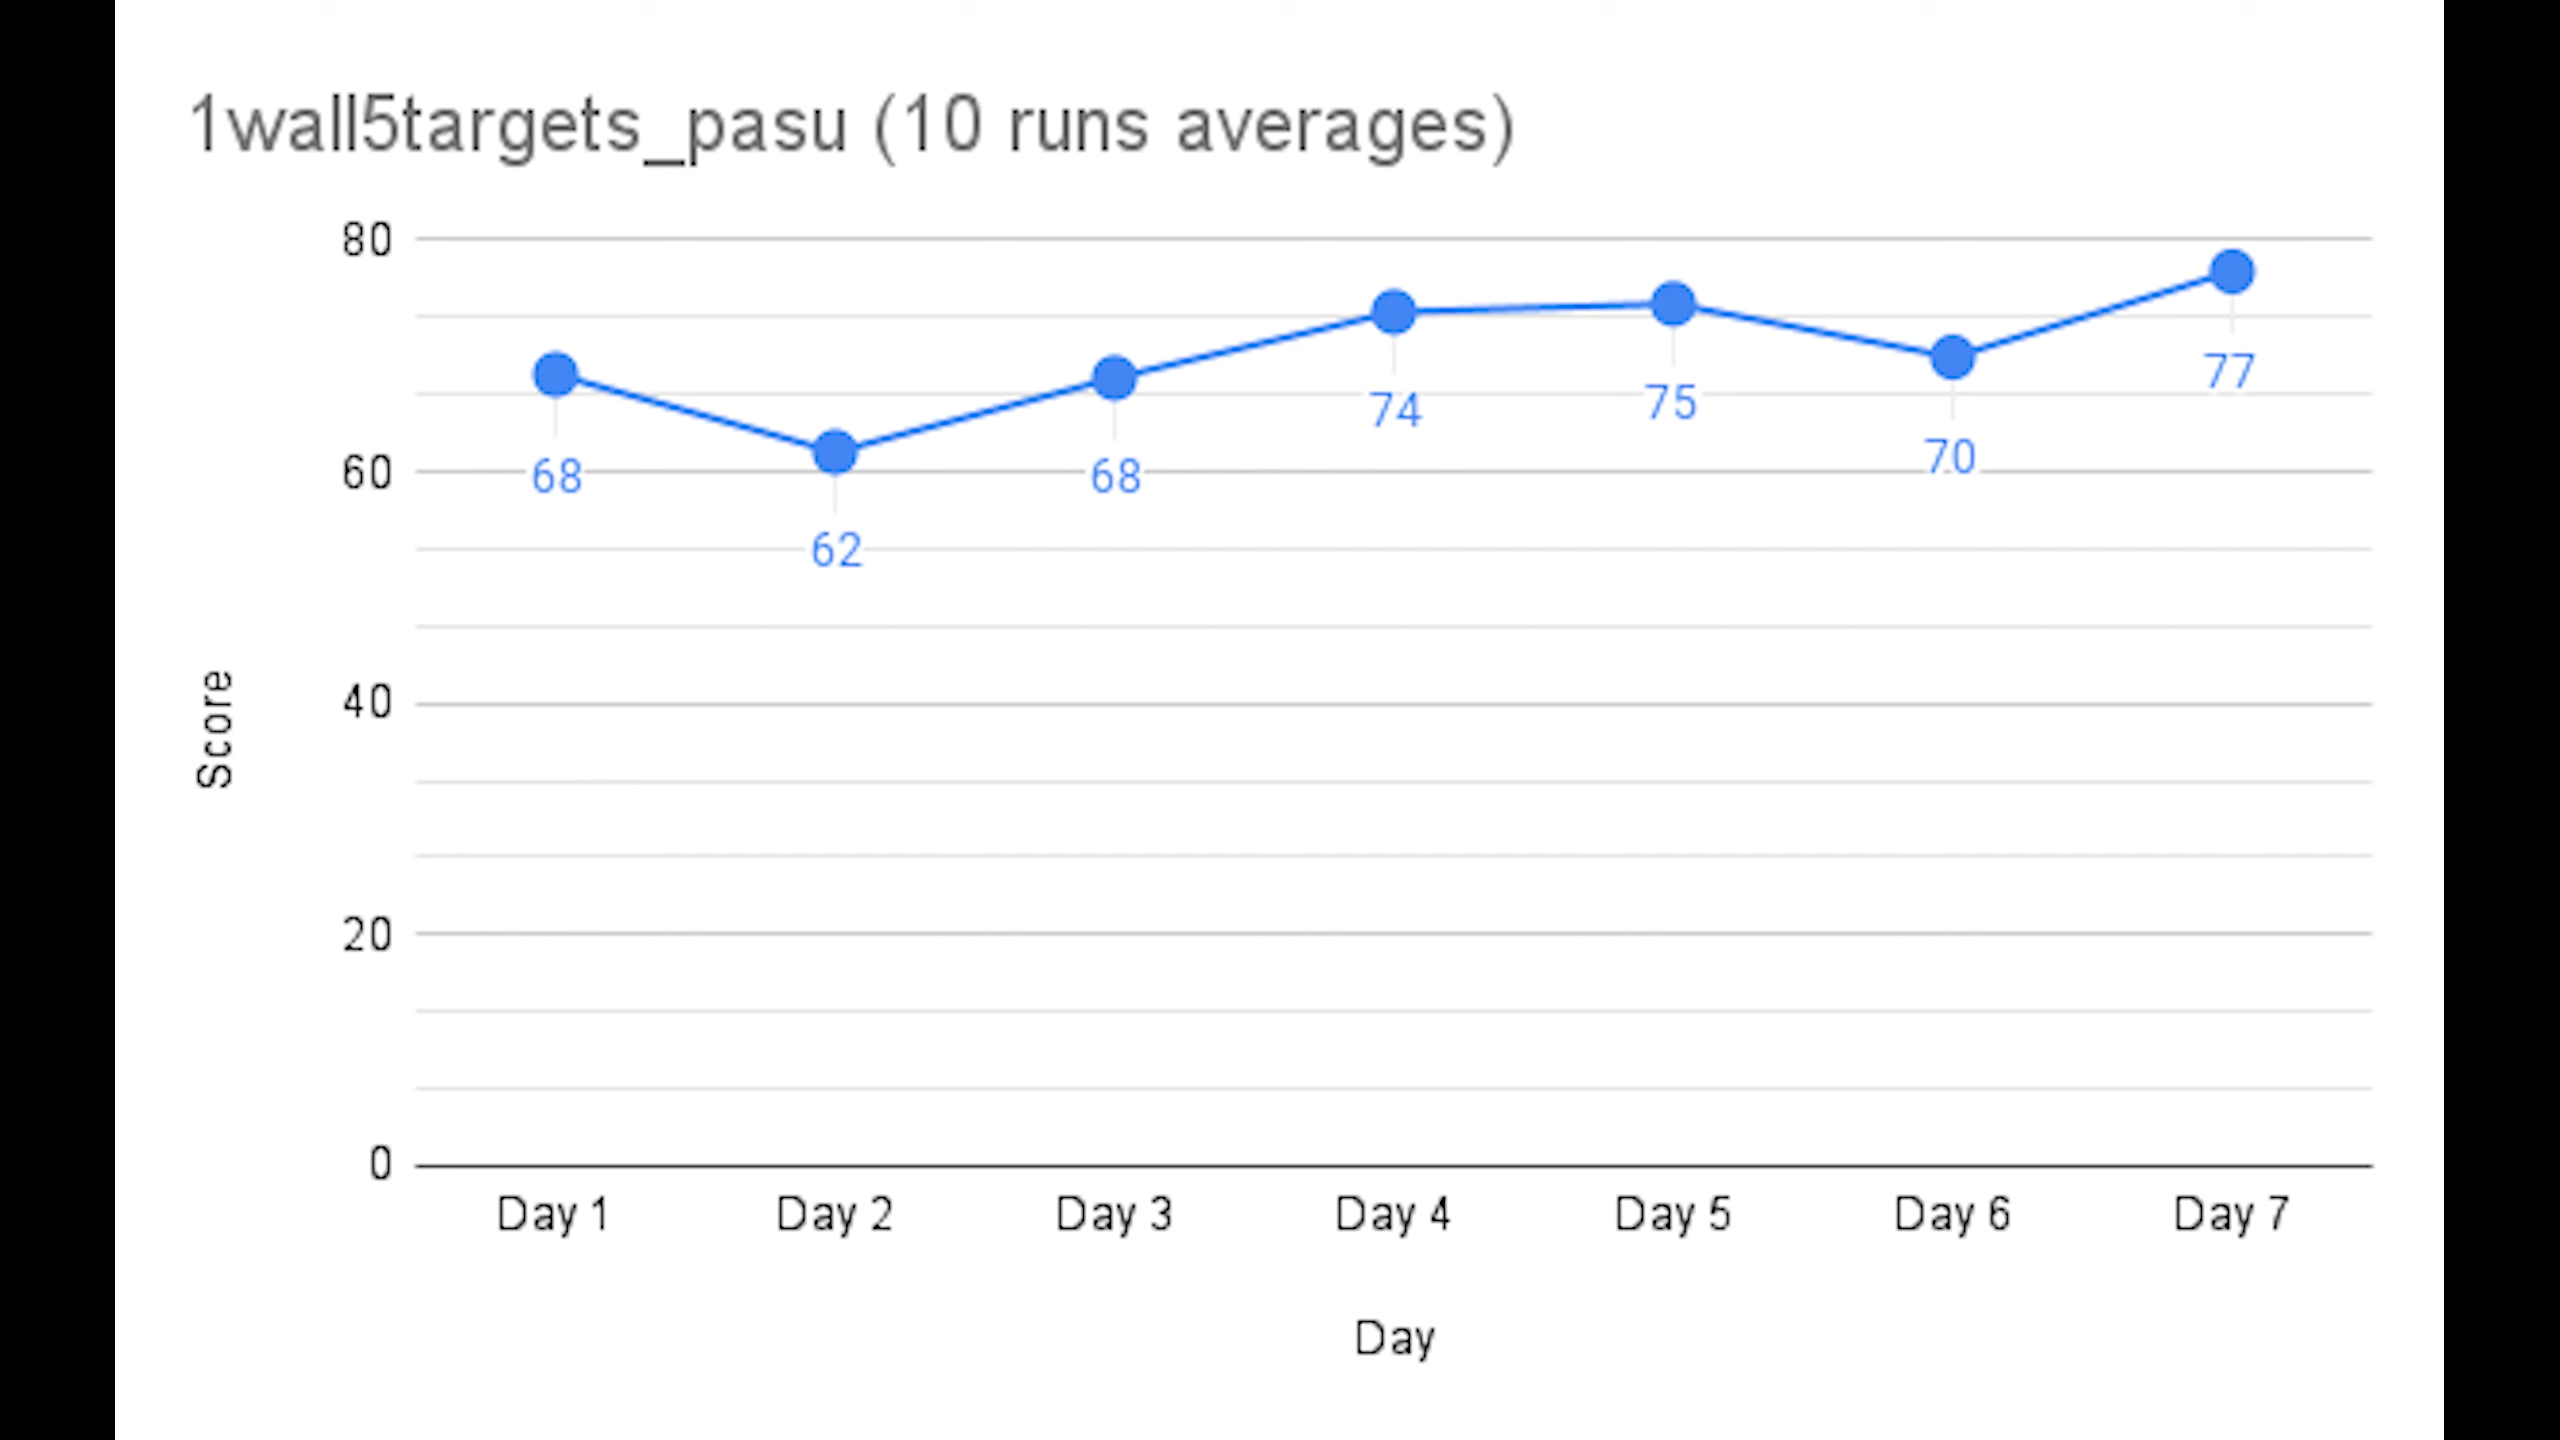 1wall5targets_pasu (10 runs averages)
80
60
40
20
0
Score
68
62
68
74
75
70
77
Day 1
Day 2
Day 3
Day 4
Day 5
Day 6
Day 7
Day